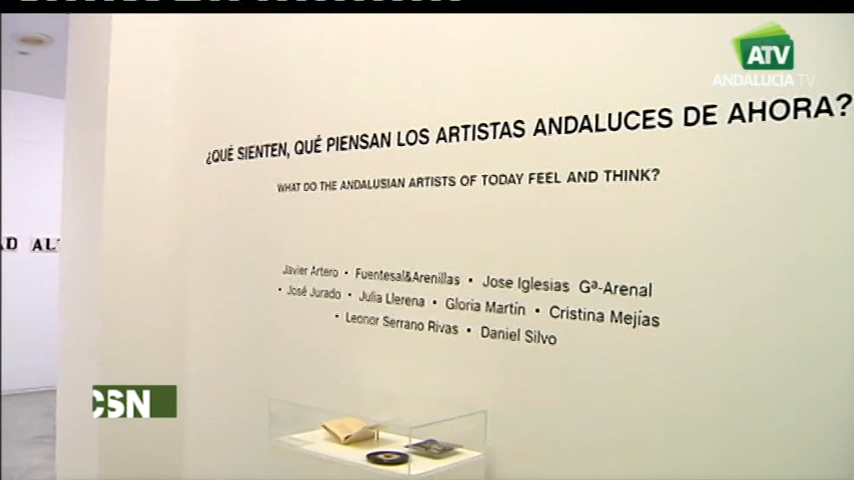 ATV
ANDALUCÍA TV
¿QUÉ SIENTEN, QUÉ PIENSAN LOS ARTISTAS ANDALUCES DE AHORA?
WHAT DO THE ANDALUSIAN ARTISTS OF TODAY FEEL AND THINK?
Javier Artero • Fuentesal&Arenillas • Jose Iglesias Gª-Arenal
• José Jurado • Julia Llerena • Gloria Martín • Cristina Mejías
• Leonor Serrano Rivas • Daniel Silvo
CSN